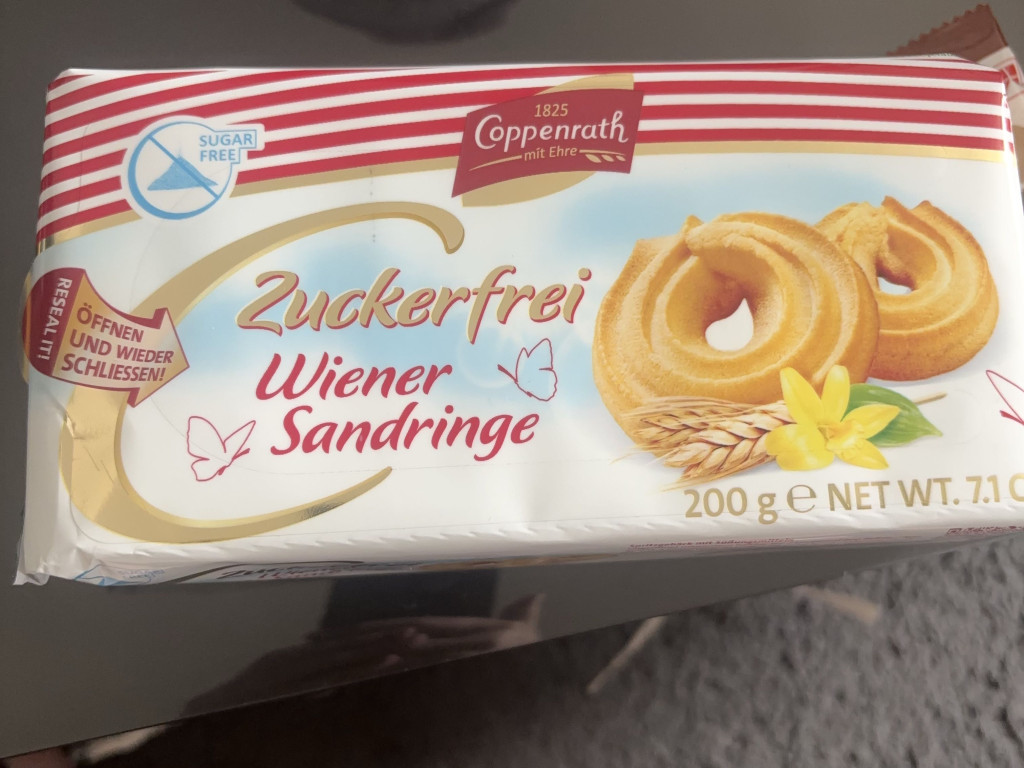 1825
Coppenrath
mit Ehre
SUGAR
FREE
Zuckerfrei
Wiener
Sandringe
RESEAL IT!
ÖFFNEN
UND WIEDER
SCHLIESSEN!
200 g ℮ NET WT. 7.1